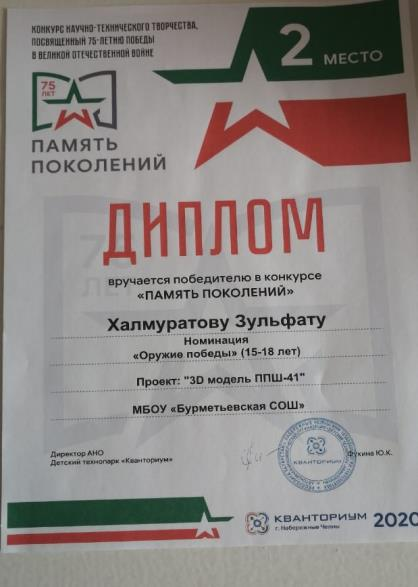 КОНКУРС НАУЧНО-ТЕХНИЧЕСКОГО ТВОРЧЕСТВА,
ПОСВЯЩЕННЫЙ 75-ЛЕТИЮ ПОБЕДЫ
В ВЕЛИКОЙ ОТЕЧЕСТВЕННОЙ ВОЙНЕ
2 МЕСТО
75
ЛЕТ
ПАМЯТЬ
ПОКОЛЕНИЙ
ДИПЛОМ
вручается победителю в конкурсе
«ПАМЯТЬ ПОКОЛЕНИЙ»
Халмуратову Зульфату
Номинация
«Оружие победы» (15-18 лет)
Проект: "3D модель ППШ-41"
МБОУ «Бурметьевская СОШ»
Директор АНО
Детский технопарк «Кванториум»
Фукина Ю.К.
КВАНТОРИУМ
КВАНТОРИУМ
г. Набережные Челны
2020